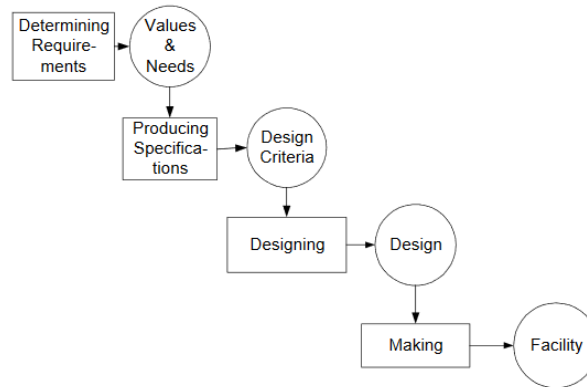 Determining
Require-
ments
Values
&
Needs
Producing
Specifica-
tions
Design
Criteria
Designing
Design
Making
Facility